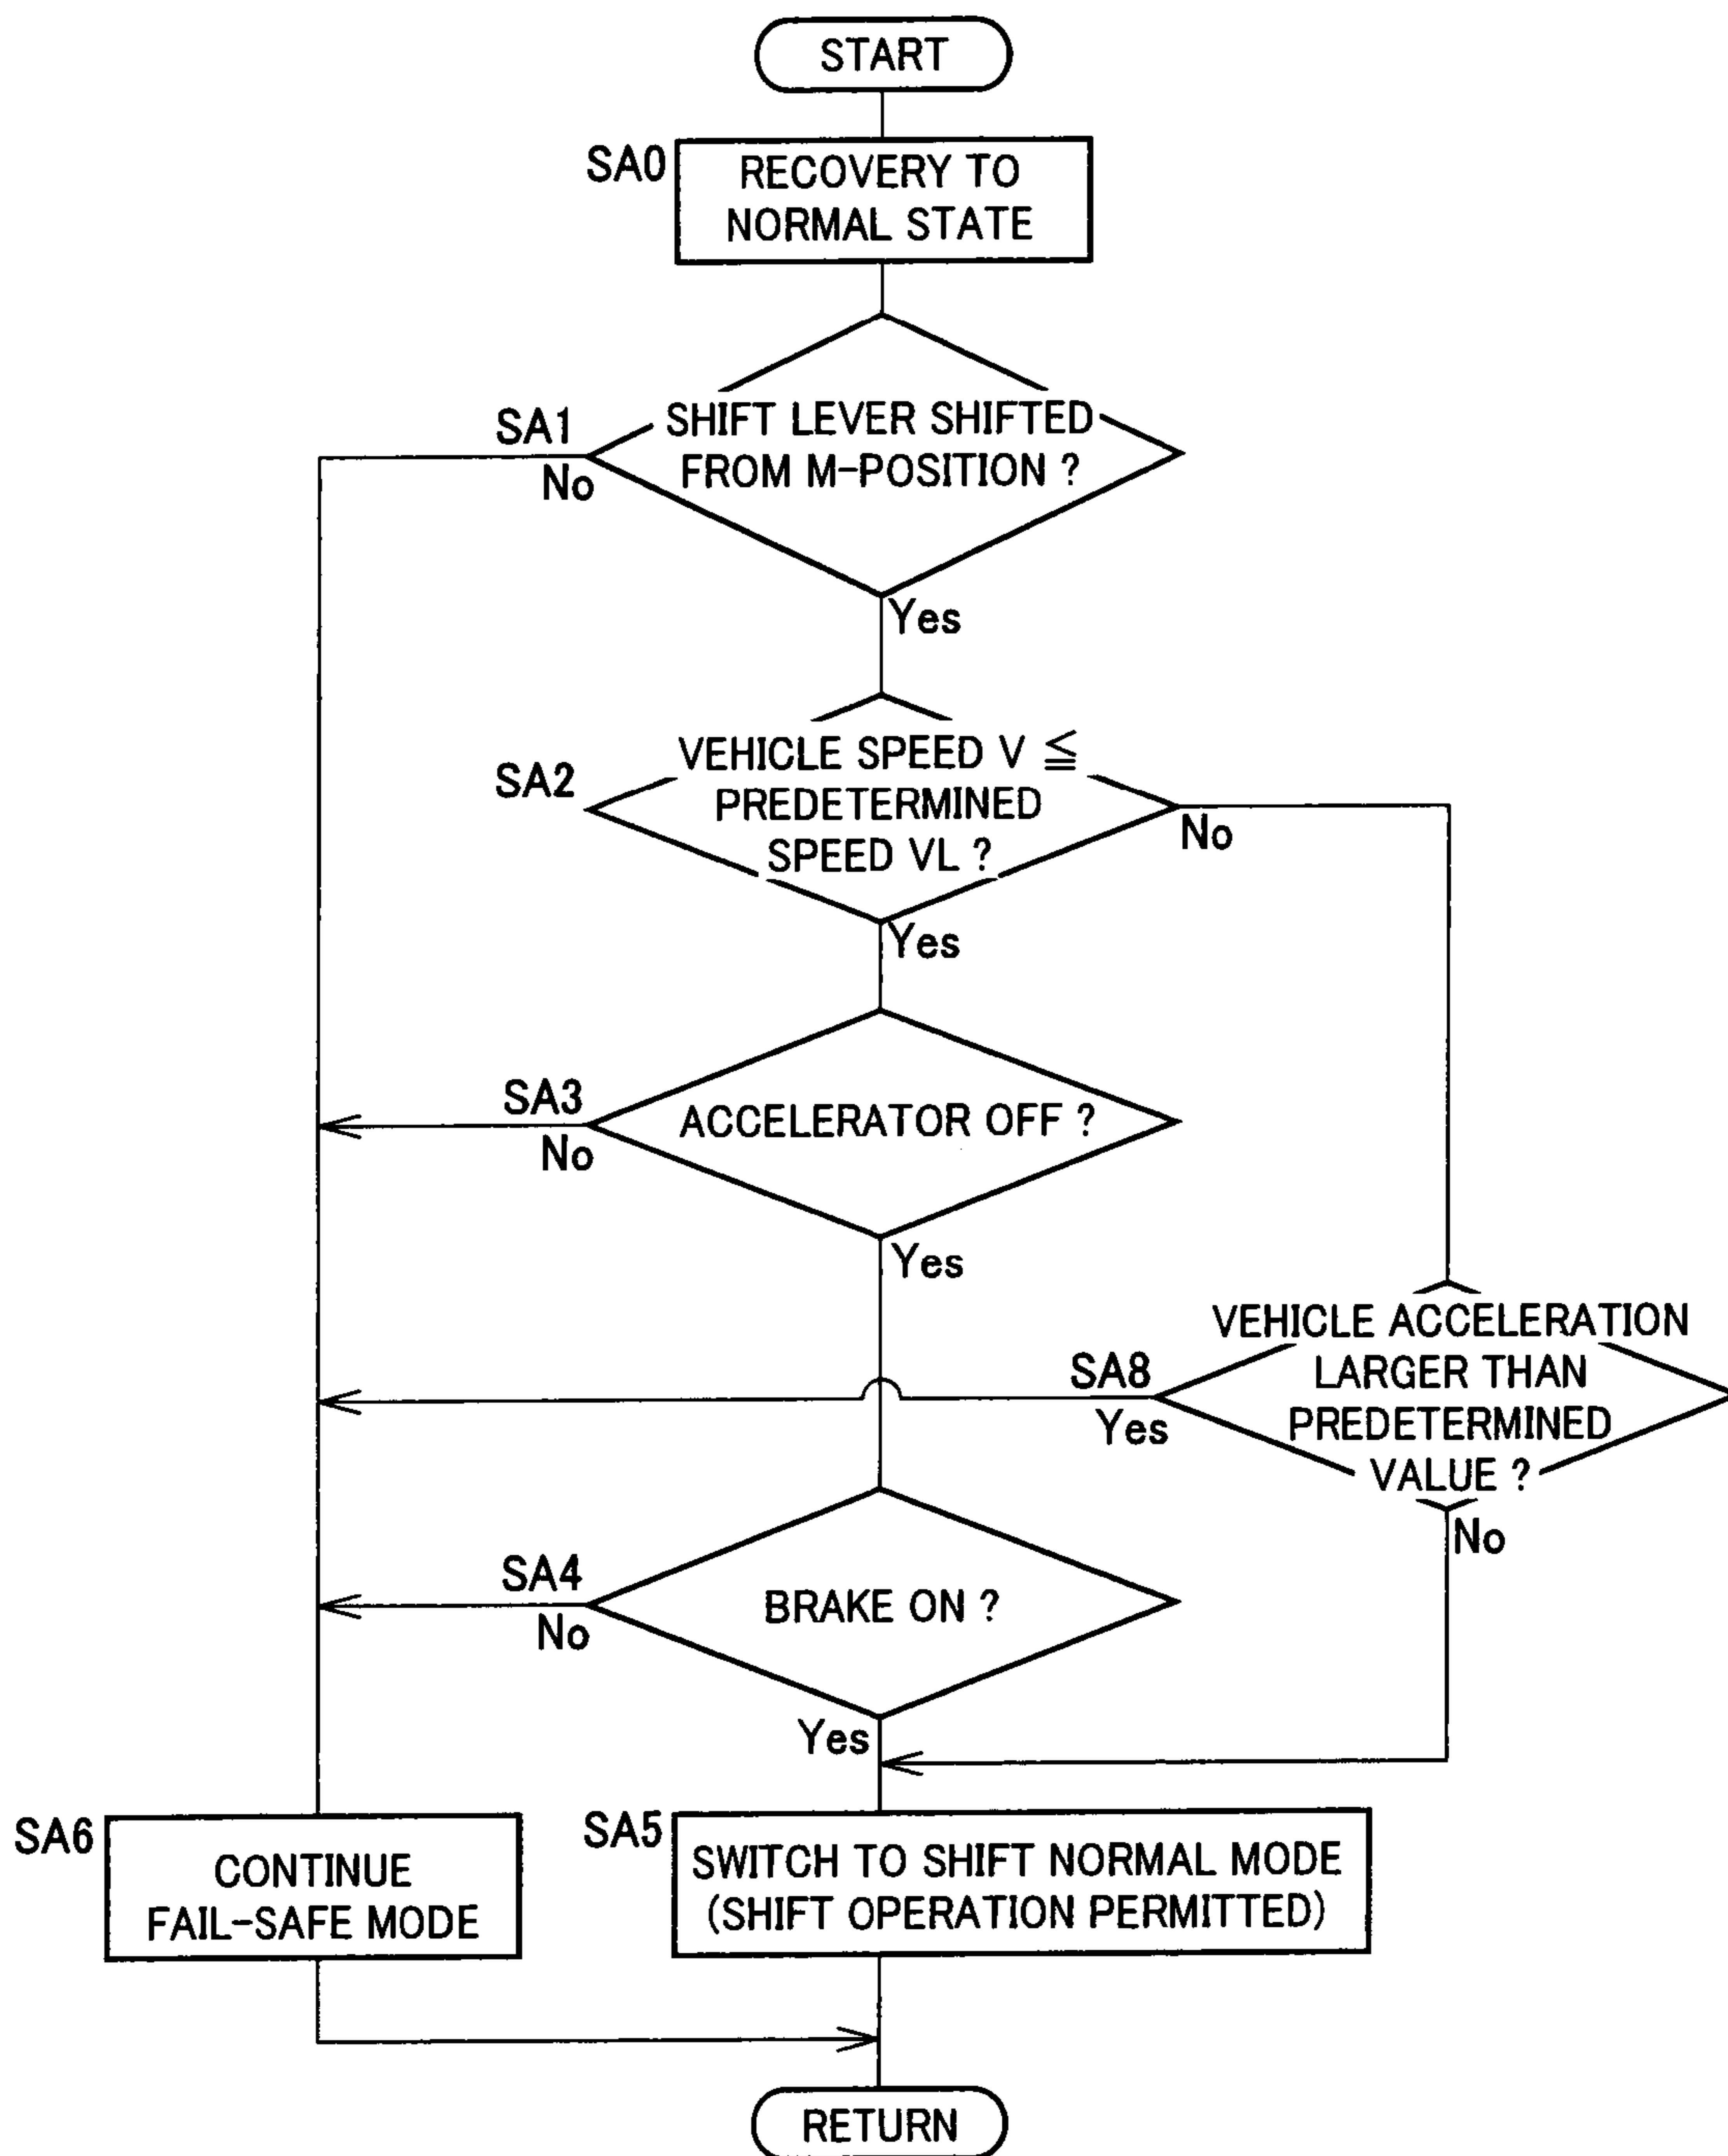 START
SA0
RECOVERY TO
NORMAL STATE
SA1
SHIFT LEVER SHIFTED
FROM M-POSITION ?
No
Yes
SA2
VEHICLE SPEED V ≦
PREDETERMINED
SPEED VL ?
No
Yes
SA3
ACCELERATOR OFF ?
No
Yes
SA8
VEHICLE ACCELERATION
LARGER THAN
PREDETERMINED
VALUE ?
Yes
No
SA4
BRAKE ON ?
No
Yes
SA6
CONTINUE
FAIL-SAFE MODE
SA5
SWITCH TO SHIFT NORMAL MODE
(SHIFT OPERATION PERMITTED)
RETURN